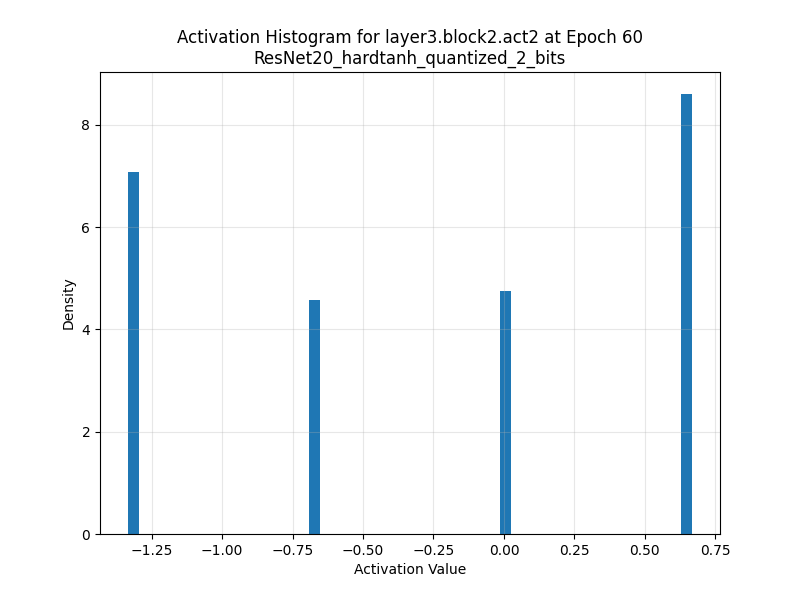 Activation Histogram for layer3.block2.act2 at Epoch 60
ResNet20_hardtanh_quantized_2_bits
Density
8
6
4
2
0
−1.25 −1.00 −0.75 −0.50 −0.25 0.00 0.25 0.50 0.75
Activation Value